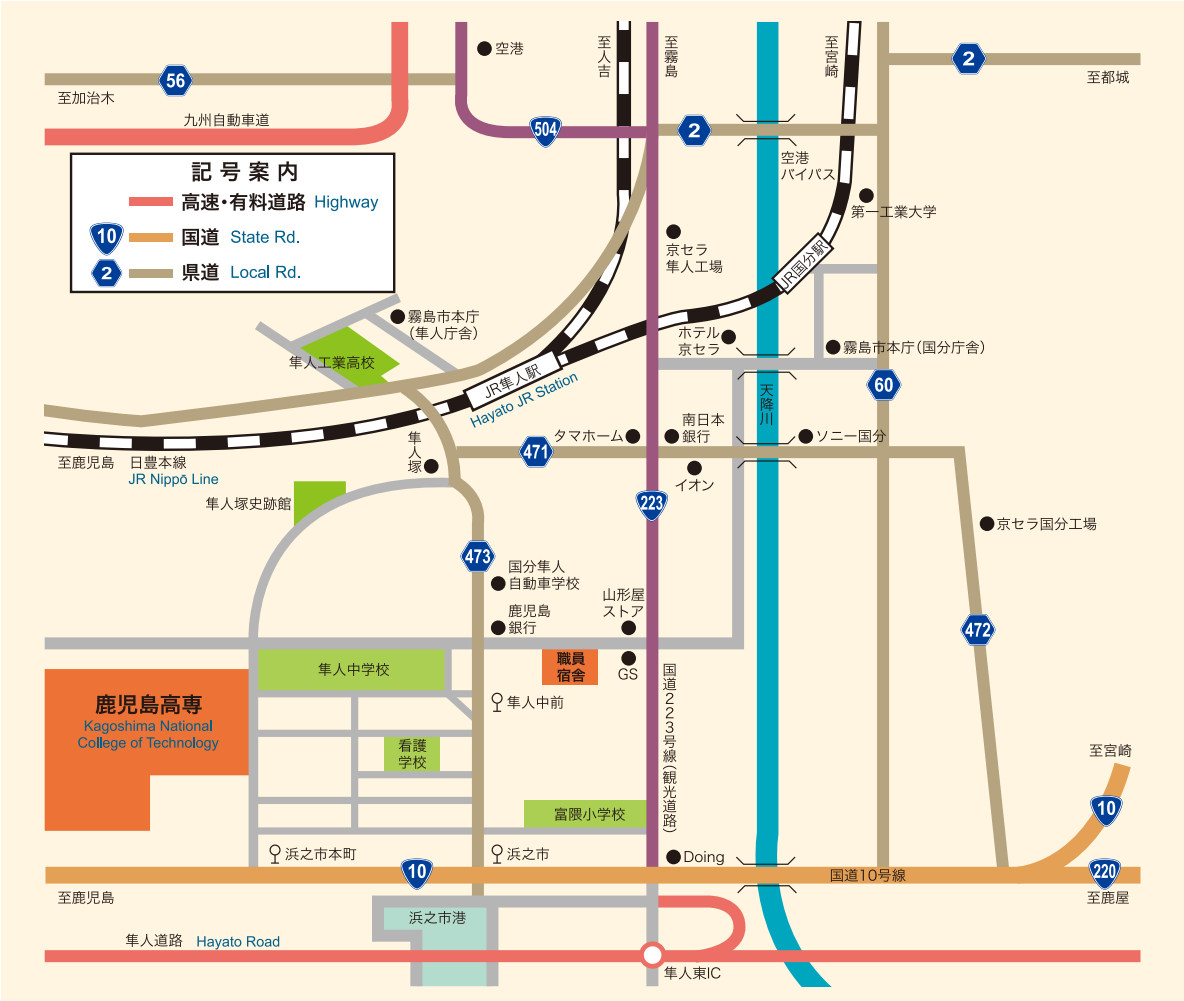 空港
至人吉
至霧島
至宮崎
2
至都城
56
至加治木
九州自動車道
504
2
空港
バイパス
記号案内
高速・有料道路 Highway
10
国道 State Rd.
2
県道 Local Rd.
第一工業大学
京セラ
隼人工場
JR国分駅
霧島市本庁
(隼人庁舎)
ホテル
京セラ
霧島市本庁(国分庁舎)
隼人工業高校
JR隼人駅
Hayato JR Station
60
天降川
隼人塚
471
タマホーム
南日本
銀行
ソニー国分
至鹿児島
日豊本線
JR Nippō Line
イオン
隼人塚史跡館
223
京セラ国分工場
473
国分隼人
自動車学校
山形屋
ストア
鹿児島
銀行
472
隼人中学校
職員
宿舎
GS
国道223号線(観光道路)
鹿児島高専
Kagoshima National
College of Technology
隼人中前
看護
学校
至宮崎
10
富隈小学校
浜之市本町
10
浜之市
Doing
国道10号線
220
至鹿児島
至鹿屋
浜之市港
隼人道路 Hayato Road
隼人東IC